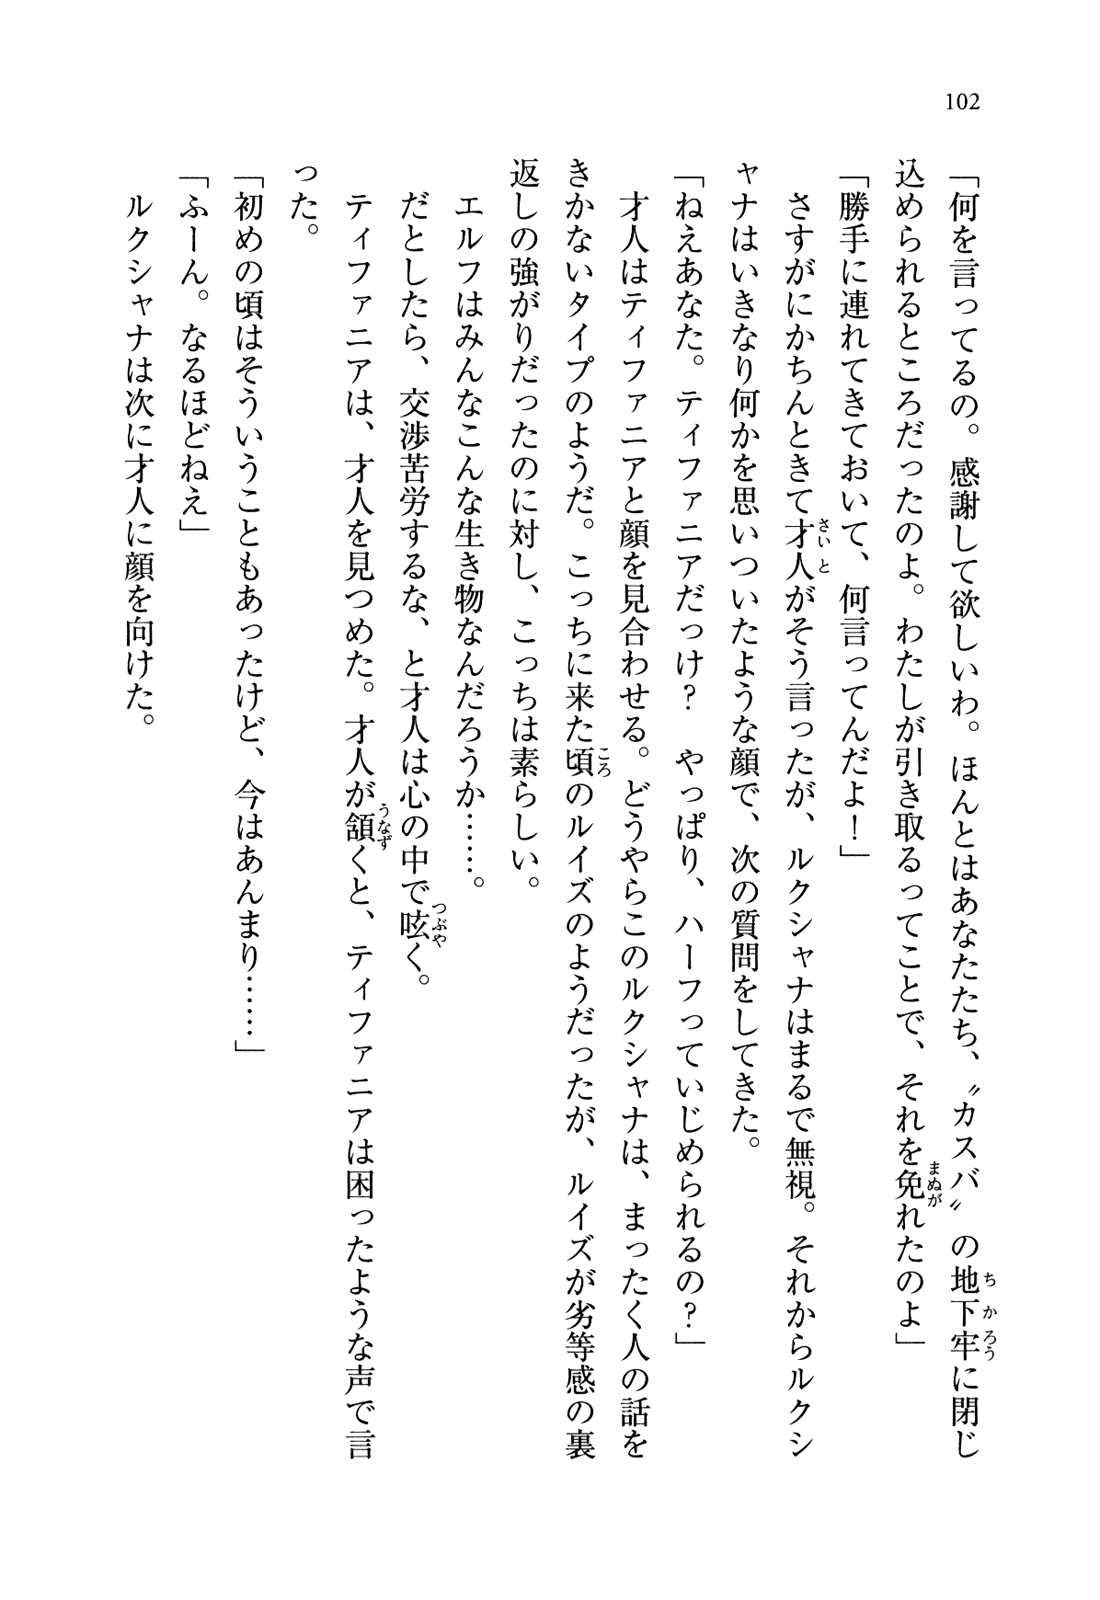 102
「何を言ってるの。感謝して欲しいわ。ほんとはあなたたち、〝カスバ〟の地下牢に閉じ
込められるところだったのよ。わたしが引き取るってことで、それを免れたのよ」
「勝手に連れてきておいて、何言ってんだよ！」
　さすがにかちんときて才人がそう言ったが、ルクシャナはまるで無視。それからルクシ
ャナはいきなり何かを思いついたような顔で、次の質問をしてきた。
「ねえあなた。ティファニアだっけ？　やっぱり、ハーフっていじめられるの？」
　才人はティファニアと顔を見合わせる。どうやらこのルクシャナは、まったく人の話を
きかないタイプのようだ。こっちに来た頃のルイズのようだったが、ルイズが劣等感の裏
返しの強がりだったのに対し、こっちは素らしい。
　エルフはみんなこんな生き物なんだろうか……。
　だとしたら、交渉苦労するな、と才人は心の中で呟く。
　ティファニアは、才人を見つめた。才人が頷くと、ティファニアは困ったような声で言
った。
「初めの頃はそういうこともあったけど、今はあんまり……」
「ふーん。なるほどねえ」
　ルクシャナは次に才人に顔を向けた。